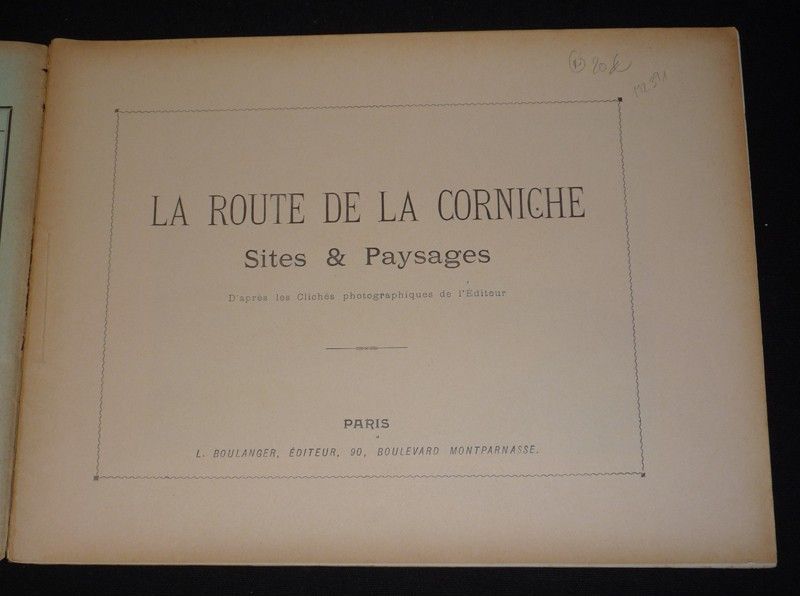 LA ROUTE DE LA CORNICHE
Sites & Paysages
D'après les Clichés photographiques de l'Éditeur
PARIS
L. BOULANGER, ÉDITEUR, 90, BOULEVARD MONTPARNASSE.